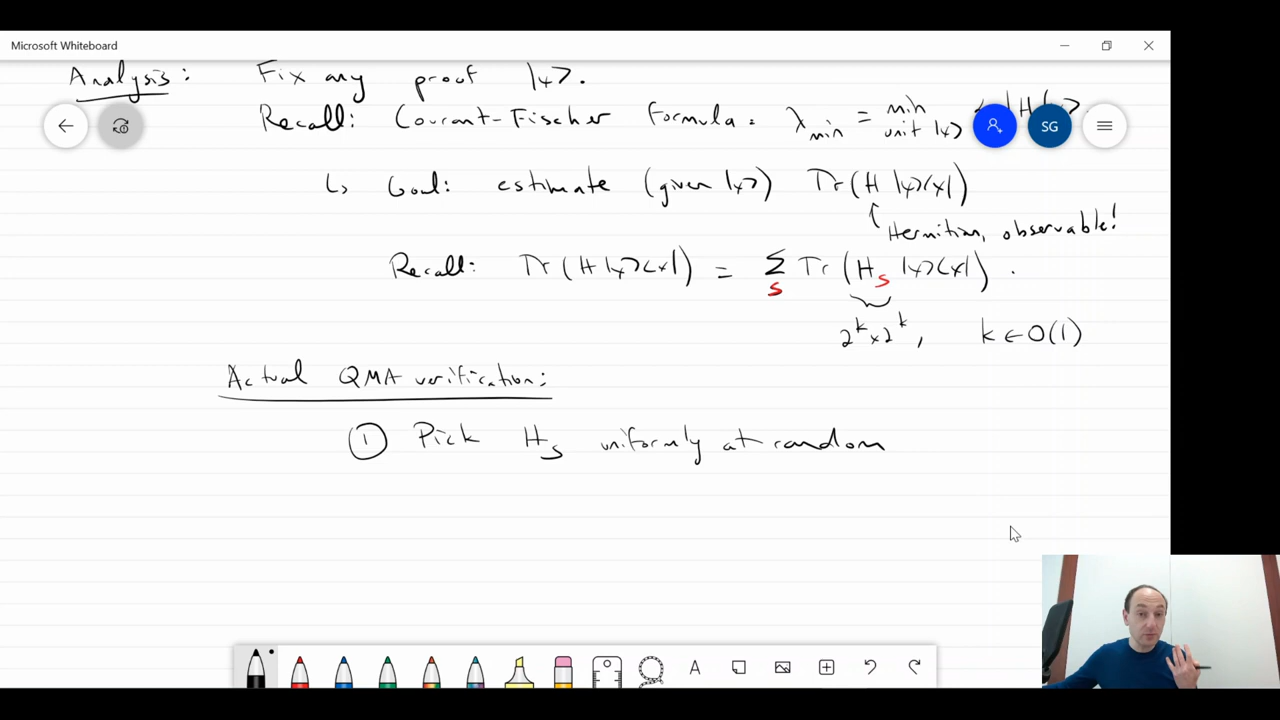 Microsoft Whiteboard
Analysis: Fix any proof |ψ>.
Recall: Courant-Fischer Formula: λmin = min unit |ψ> H|ψ>.
↳ Goal: estimate (given |ψ>) Tr(H |ψ><ψ|)
Hermitian, observable!
Recall: Tr(H|ψ><ψ|) = Σ_S Tr(H_S |ψ><ψ|).
2^k × 2^k, k ∈ O(1)
Actual QMA verification:
① Pick H_S uniformly at random
SG
A